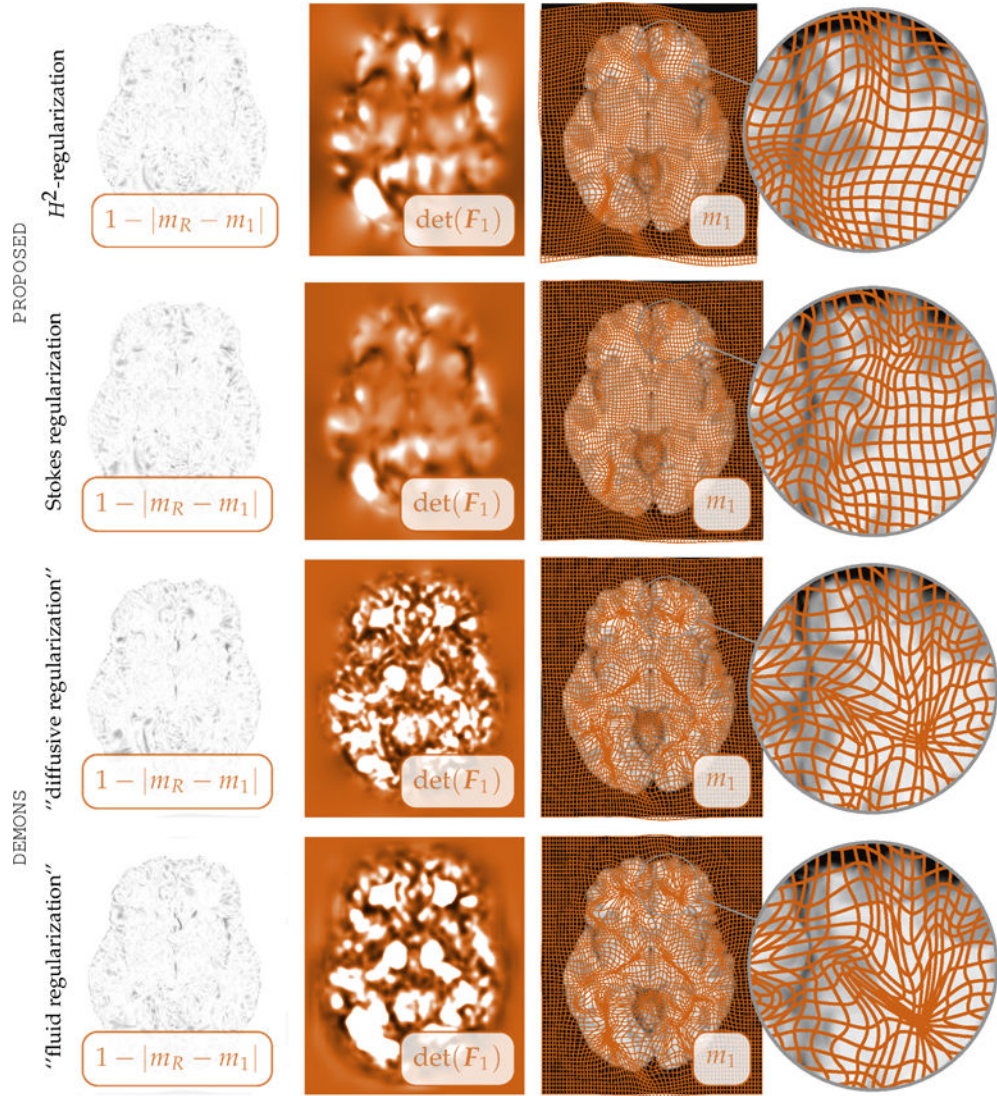 PROPOSED
H²-regularization
1 − |m_R − m_1|
det(F_1)
m_1
Stokes regularization
1 − |m_R − m_1|
det(F_1)
m_1
DEMONS
"diffusive regularization"
1 − |m_R − m_1|
det(F_1)
m_1
"fluid regularization"
1 − |m_R − m_1|
det(F_1)
m_1